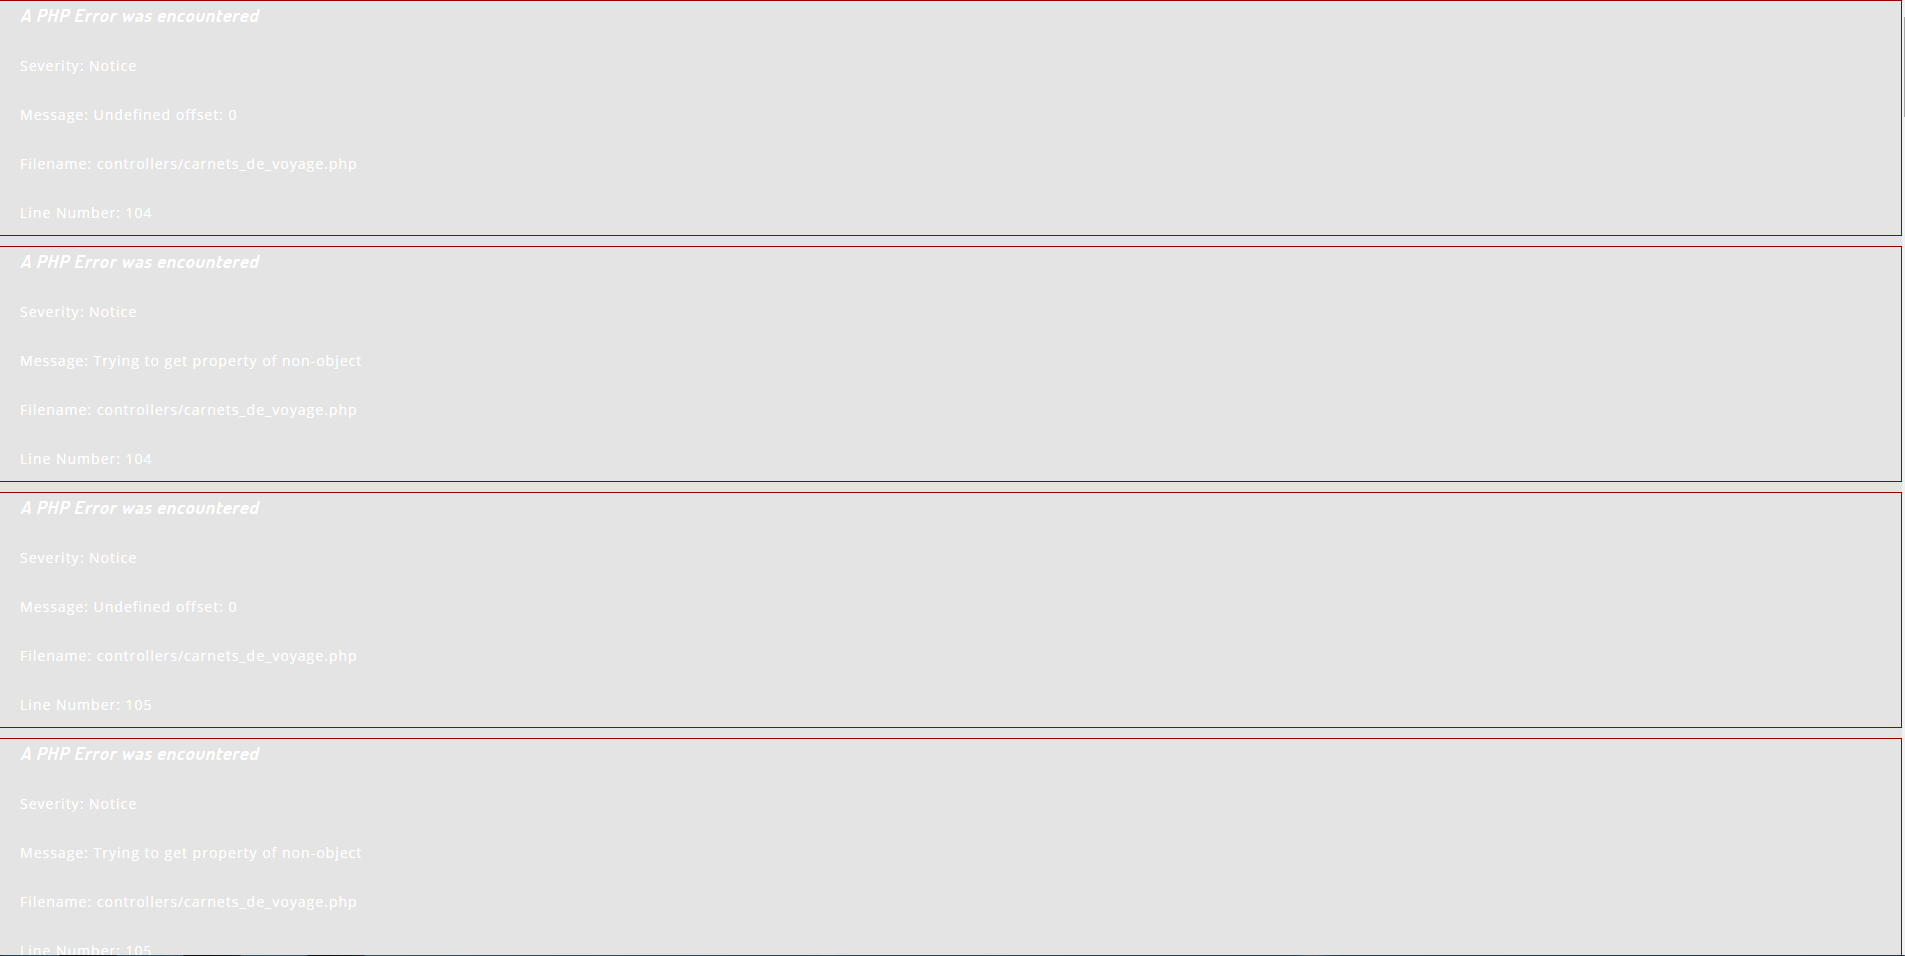 A PHP Error was encountered
Severity: Notice
Message: Undefined offset: 0
Filename: controllers/carnets_de_voyage.php
Line Number: 104
A PHP Error was encountered
Severity: Notice
Message: Trying to get property of non-object
Filename: controllers/carnets_de_voyage.php
Line Number: 104
A PHP Error was encountered
Severity: Notice
Message: Undefined offset: 0
Filename: controllers/carnets_de_voyage.php
Line Number: 105
A PHP Error was encountered
Severity: Notice
Message: Trying to get property of non-object
Filename: controllers/carnets_de_voyage.php
Line Number: 105